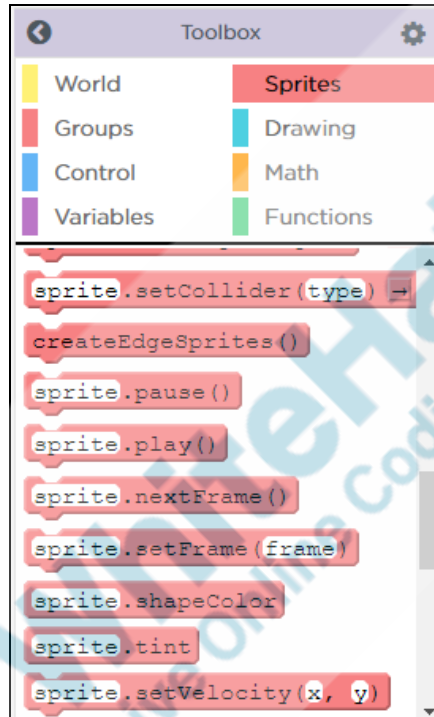 Toolbox
World Sprites
Groups Drawing
Control Math
Variables Functions
sprite.setCollider(type) →
createEdgeSprites()
sprite.pause()
sprite.play()
sprite.nextFrame()
sprite.setFrame(frame)
sprite.shapeColor
sprite.tint
sprite.setVelocity(x, y)